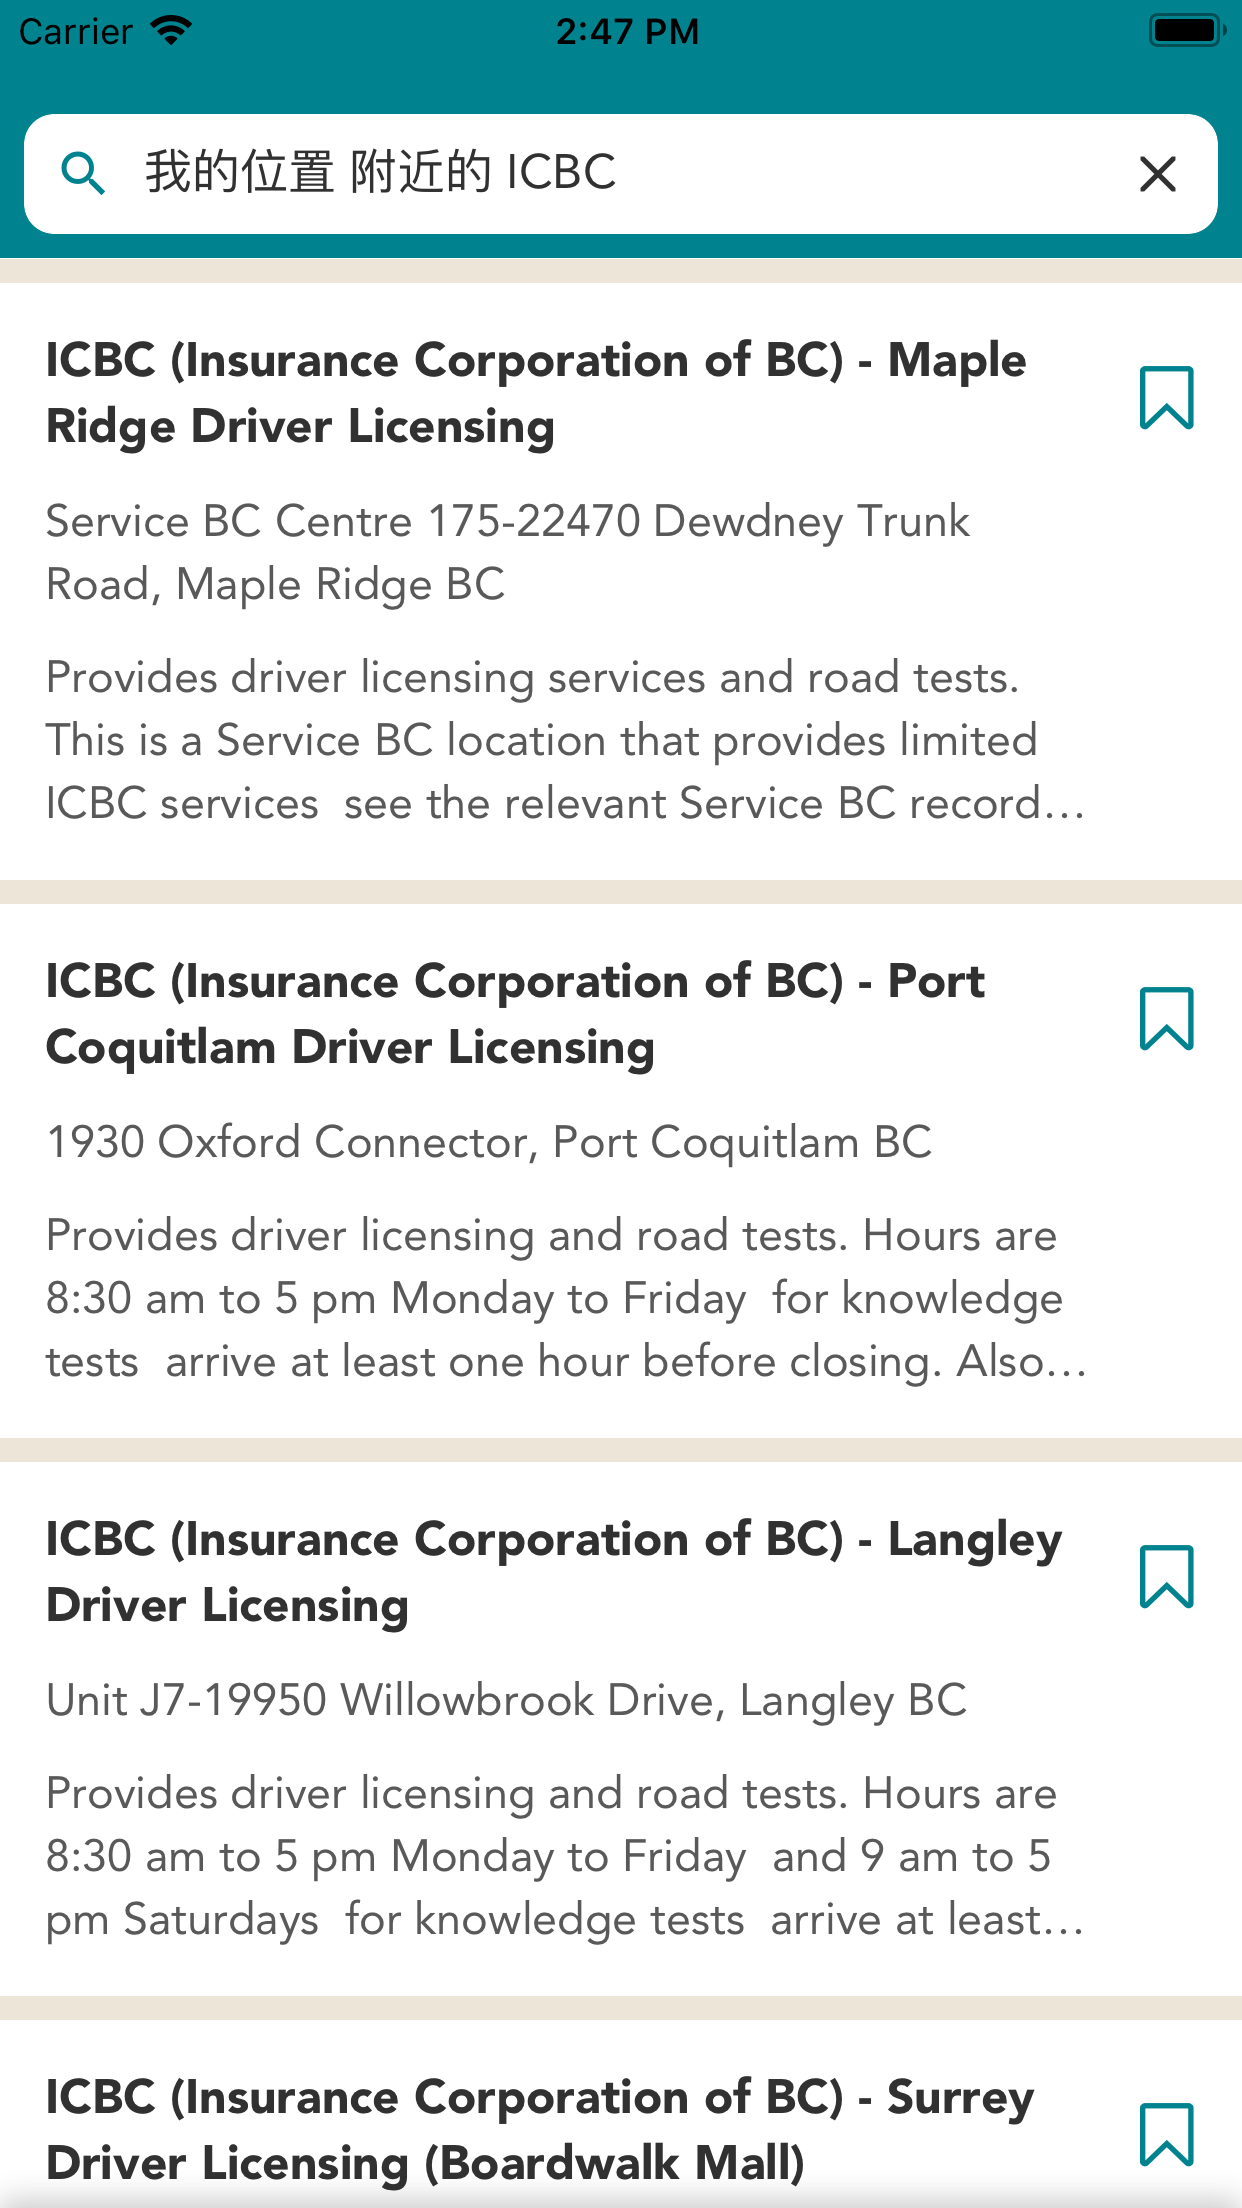 Carrier 2:47 PM
我的位置 附近的 ICBC
ICBC (Insurance Corporation of BC) - Maple
Ridge Driver Licensing
Service BC Centre 175-22470 Dewdney Trunk
Road, Maple Ridge BC
Provides driver licensing services and road tests.
This is a Service BC location that provides limited
ICBC services  see the relevant Service BC record...
ICBC (Insurance Corporation of BC) - Port
Coquitlam Driver Licensing
1930 Oxford Connector, Port Coquitlam BC
Provides driver licensing and road tests. Hours are
8:30 am to 5 pm Monday to Friday  for knowledge
tests  arrive at least one hour before closing. Also...
ICBC (Insurance Corporation of BC) - Langley
Driver Licensing
Unit J7-19950 Willowbrook Drive, Langley BC
Provides driver licensing and road tests. Hours are
8:30 am to 5 pm Monday to Friday  and 9 am to 5
pm Saturdays  for knowledge tests  arrive at least...
ICBC (Insurance Corporation of BC) - Surrey
Driver Licensing (Boardwalk Mall)